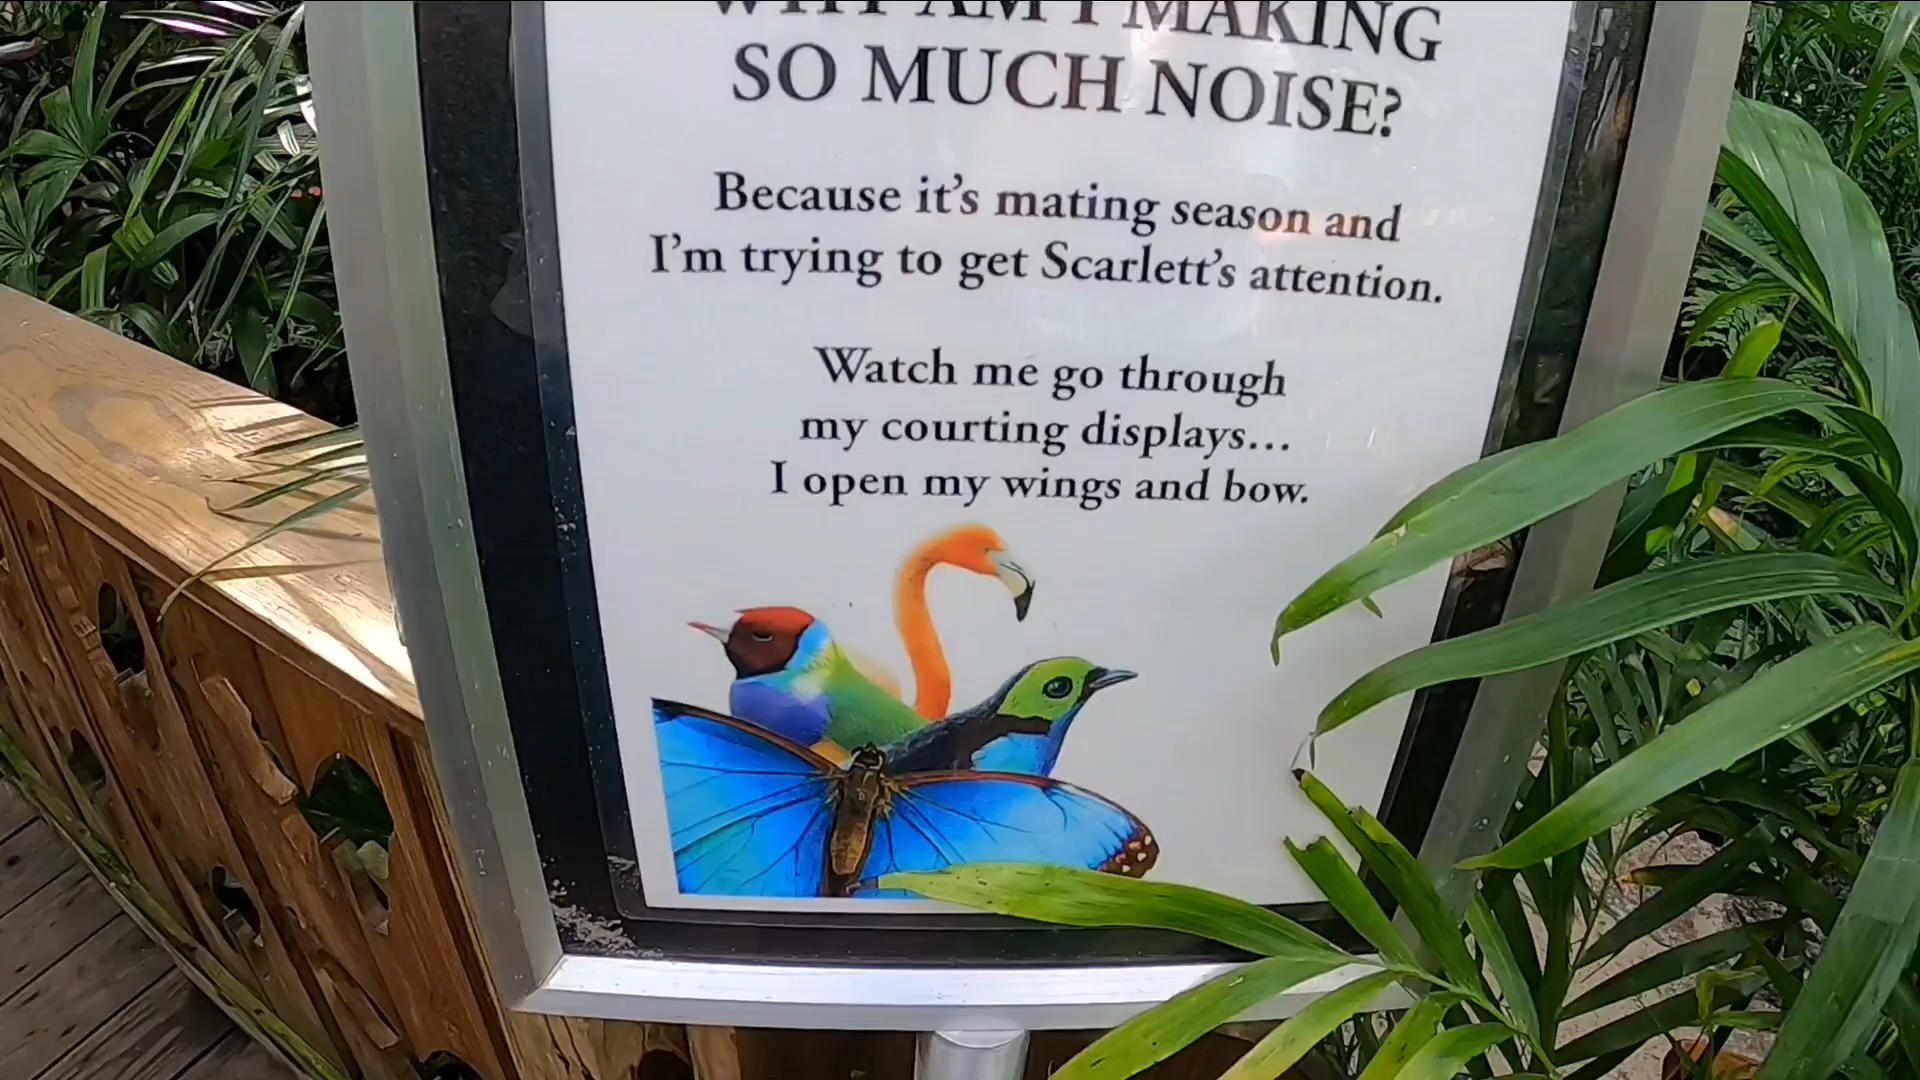 WHY AM I MAKING
SO MUCH NOISE?
Because it's mating season and
I'm trying to get Scarlett's attention.
Watch me go through
my courting displays...
I open my wings and bow.